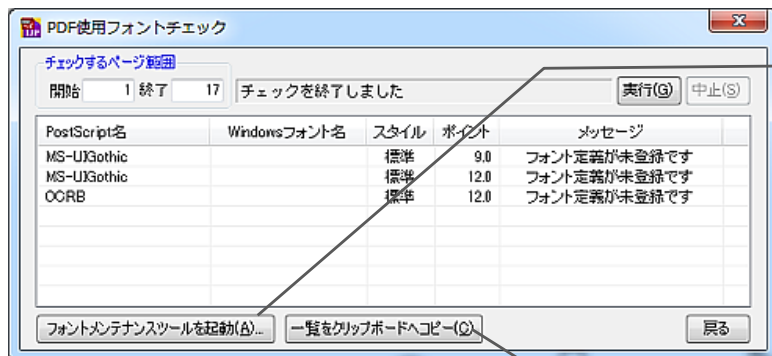 PDF使用フォントチェック
チェックするページ範囲
開始 1 終了 17 チェックを終了しました 実行(G) 中止(S)
PostScript名 Windowsフォント名 スタイル ポイント メッセージ
MS-UIGothic 標準 9.0 フォント定義が未登録です
MS-UIGothic 標準 12.0 フォント定義が未登録です
OCRB 標準 12.0 フォント定義が未登録です
フォントメンテナンスツールを起動(A)... 一覧をクリップボードへコピー(C) 戻る